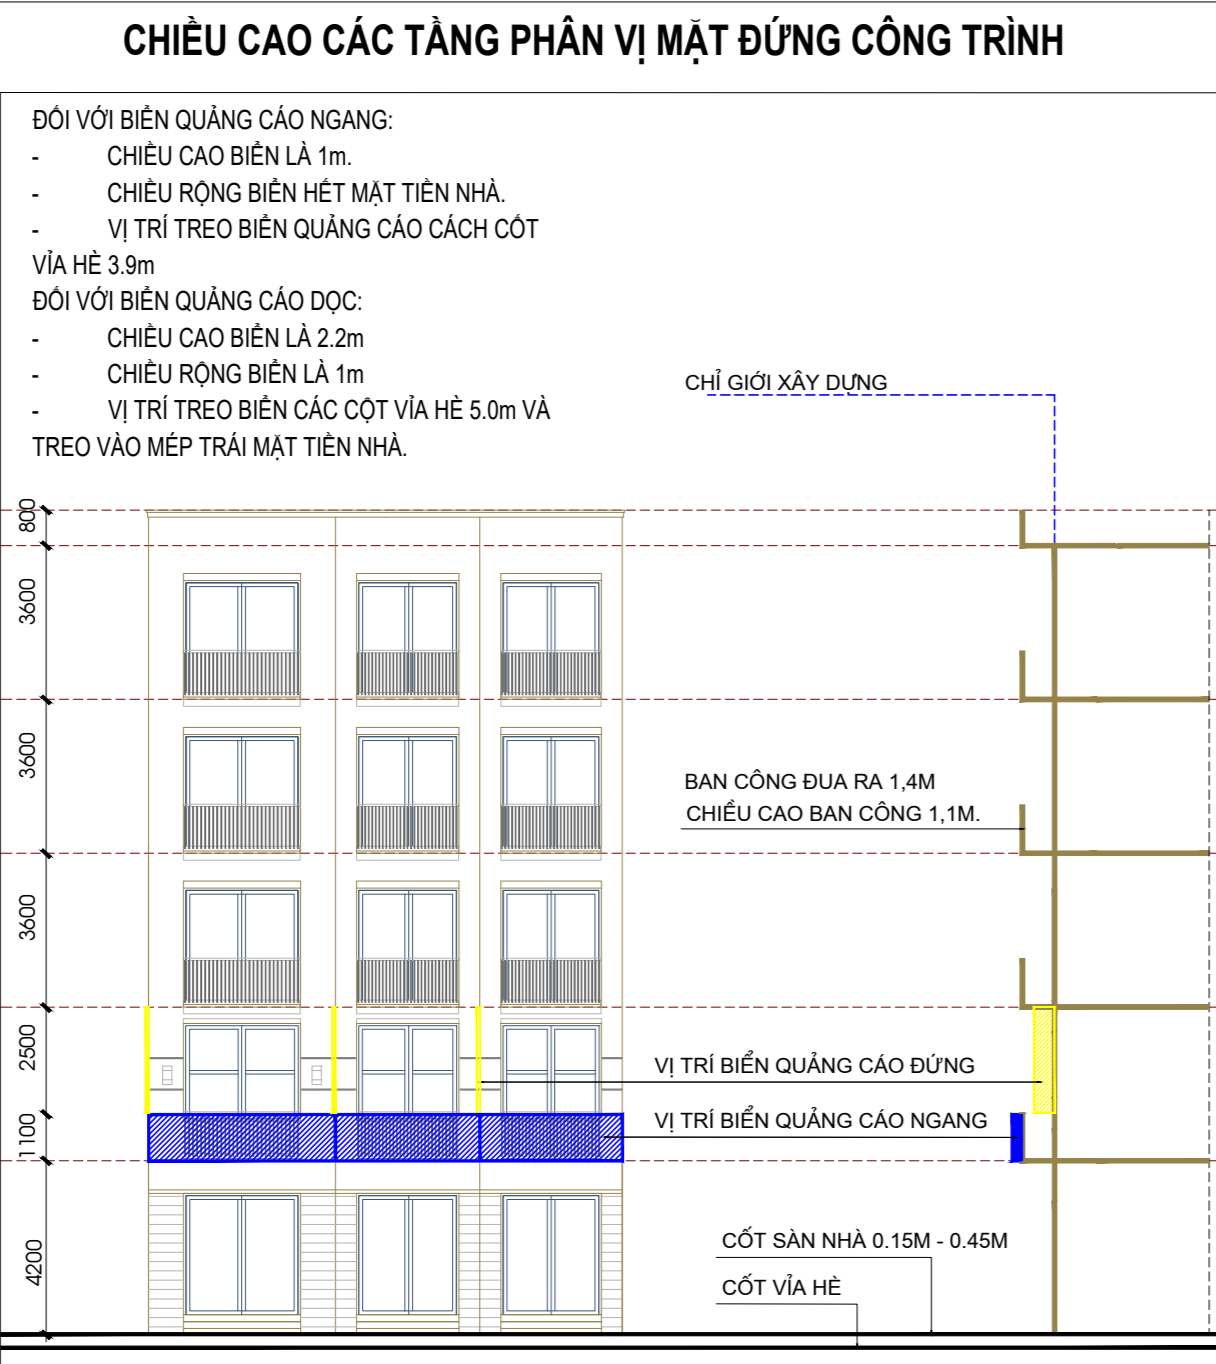 CHIỀU CAO CÁC TẦNG PHÂN VỊ MẶT ĐỨNG CÔNG TRÌNH
ĐỐI VỚI BIỂN QUẢNG CÁO NGANG:
- CHIỀU CAO BIỂN LÀ 1m.
- CHIỀU RỘNG BIỂN HẾT MẶT TIỀN NHÀ.
- VỊ TRÍ TREO BIỂN QUẢNG CÁO CÁCH CỐT
VỈA HÈ 3.9m
ĐỐI VỚI BIỂN QUẢNG CÁO DỌC:
- CHIỀU CAO BIỂN LÀ 2.2m
- CHIỀU RỘNG BIỂN LÀ 1m
- VỊ TRÍ TREO BIỂN CÁC CỘT VỈA HÈ 5.0m VÀ
TREO VÀO MÉP TRÁI MẶT TIỀN NHÀ.
CHỈ GIỚI XÂY DỰNG
800
3600
3600
BAN CÔNG ĐUA RA 1,4M
CHIỀU CAO BAN CÔNG 1,1M.
3600
2500
VỊ TRÍ BIỂN QUẢNG CÁO ĐỨNG
1100
VỊ TRÍ BIỂN QUẢNG CÁO NGANG
4200
CỐT SÀN NHÀ 0.15M - 0.45M
CỐT VỈA HÈ